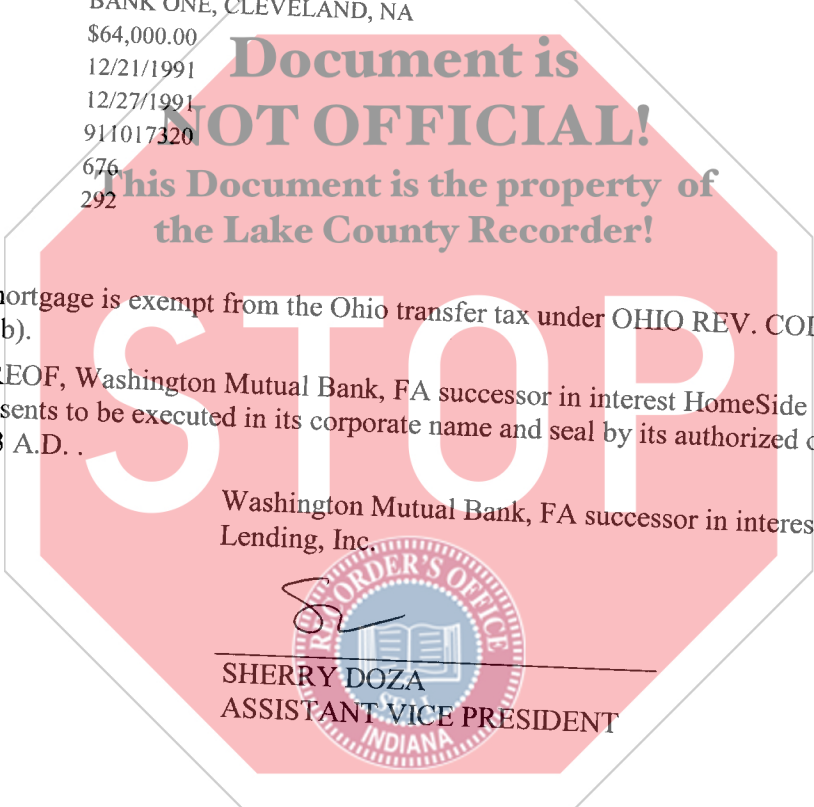 BANK ONE, CLEVELAND, NA
$64,000.00
12/21/1991
12/27/1991
911017320
676
292
Document is
NOT OFFICIAL!
This Document is the property of
the Lake County Recorder!
STOP
ortgage is exempt from the Ohio transfer tax under OHIO REV. COD
b).
REOF, Washington Mutual Bank, FA successor in interest HomeSide
sents to be executed in its corporate name and seal by its authorized
A.D. .
Washington Mutual Bank, FA successor in interes
Lending, Inc.
RECORDER'S OFFICE
SEAL
INDIANA
SHERRY DOZA
ASSISTANT VICE PRESIDENT